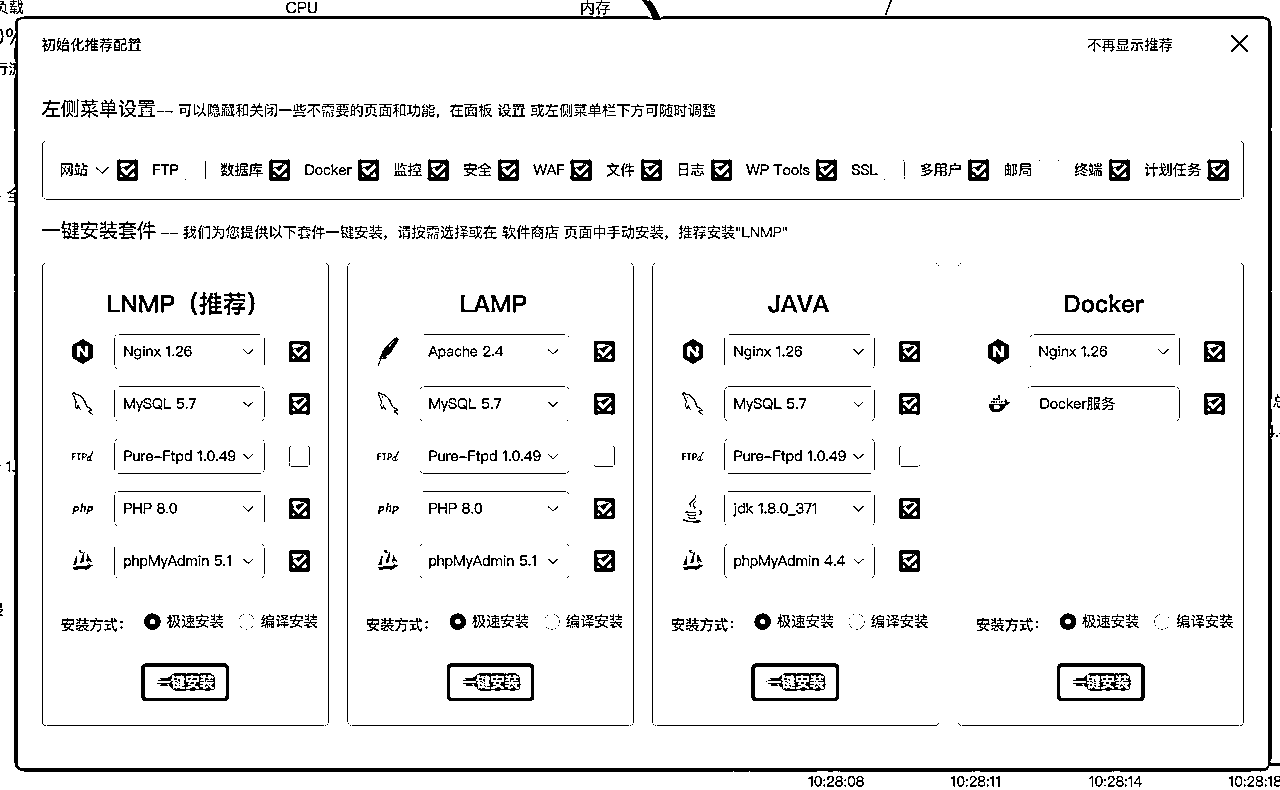 负载 CPU 内存
初始化推荐配置 不再显示推荐
左侧菜单设置-- 可以隐藏和关闭一些不需要的页面和功能，在面板 设置 或左侧菜单栏下方可随时调整
网站 FTP 数据库 Docker 监控 安全 WAF 文件 日志 WP Tools SSL 多用户 邮局 终端 计划任务
一键安装套件 -- 我们为您提供以下套件一键安装，请按需选择或在 软件商店 页面中手动安装，推荐安装"LNMP"
LNMP（推荐）
Nginx 1.26
MySQL 5.7
FTPd Pure-Ftpd 1.0.49
php PHP 8.0
phpMyAdmin 5.1
安装方式： 极速安装 编译安装
一键安装
LAMP
Apache 2.4
MySQL 5.7
FTPd Pure-Ftpd 1.0.49
php PHP 8.0
phpMyAdmin 5.1
安装方式： 极速安装 编译安装
一键安装
JAVA
Nginx 1.26
MySQL 5.7
FTPd Pure-Ftpd 1.0.49
jdk 1.8.0_371
phpMyAdmin 4.4
安装方式： 极速安装 编译安装
一键安装
Docker
Nginx 1.26
Docker服务
安装方式： 极速安装 编译安装
一键安装
10:28:08 10:28:11 10:28:14 10:28:18